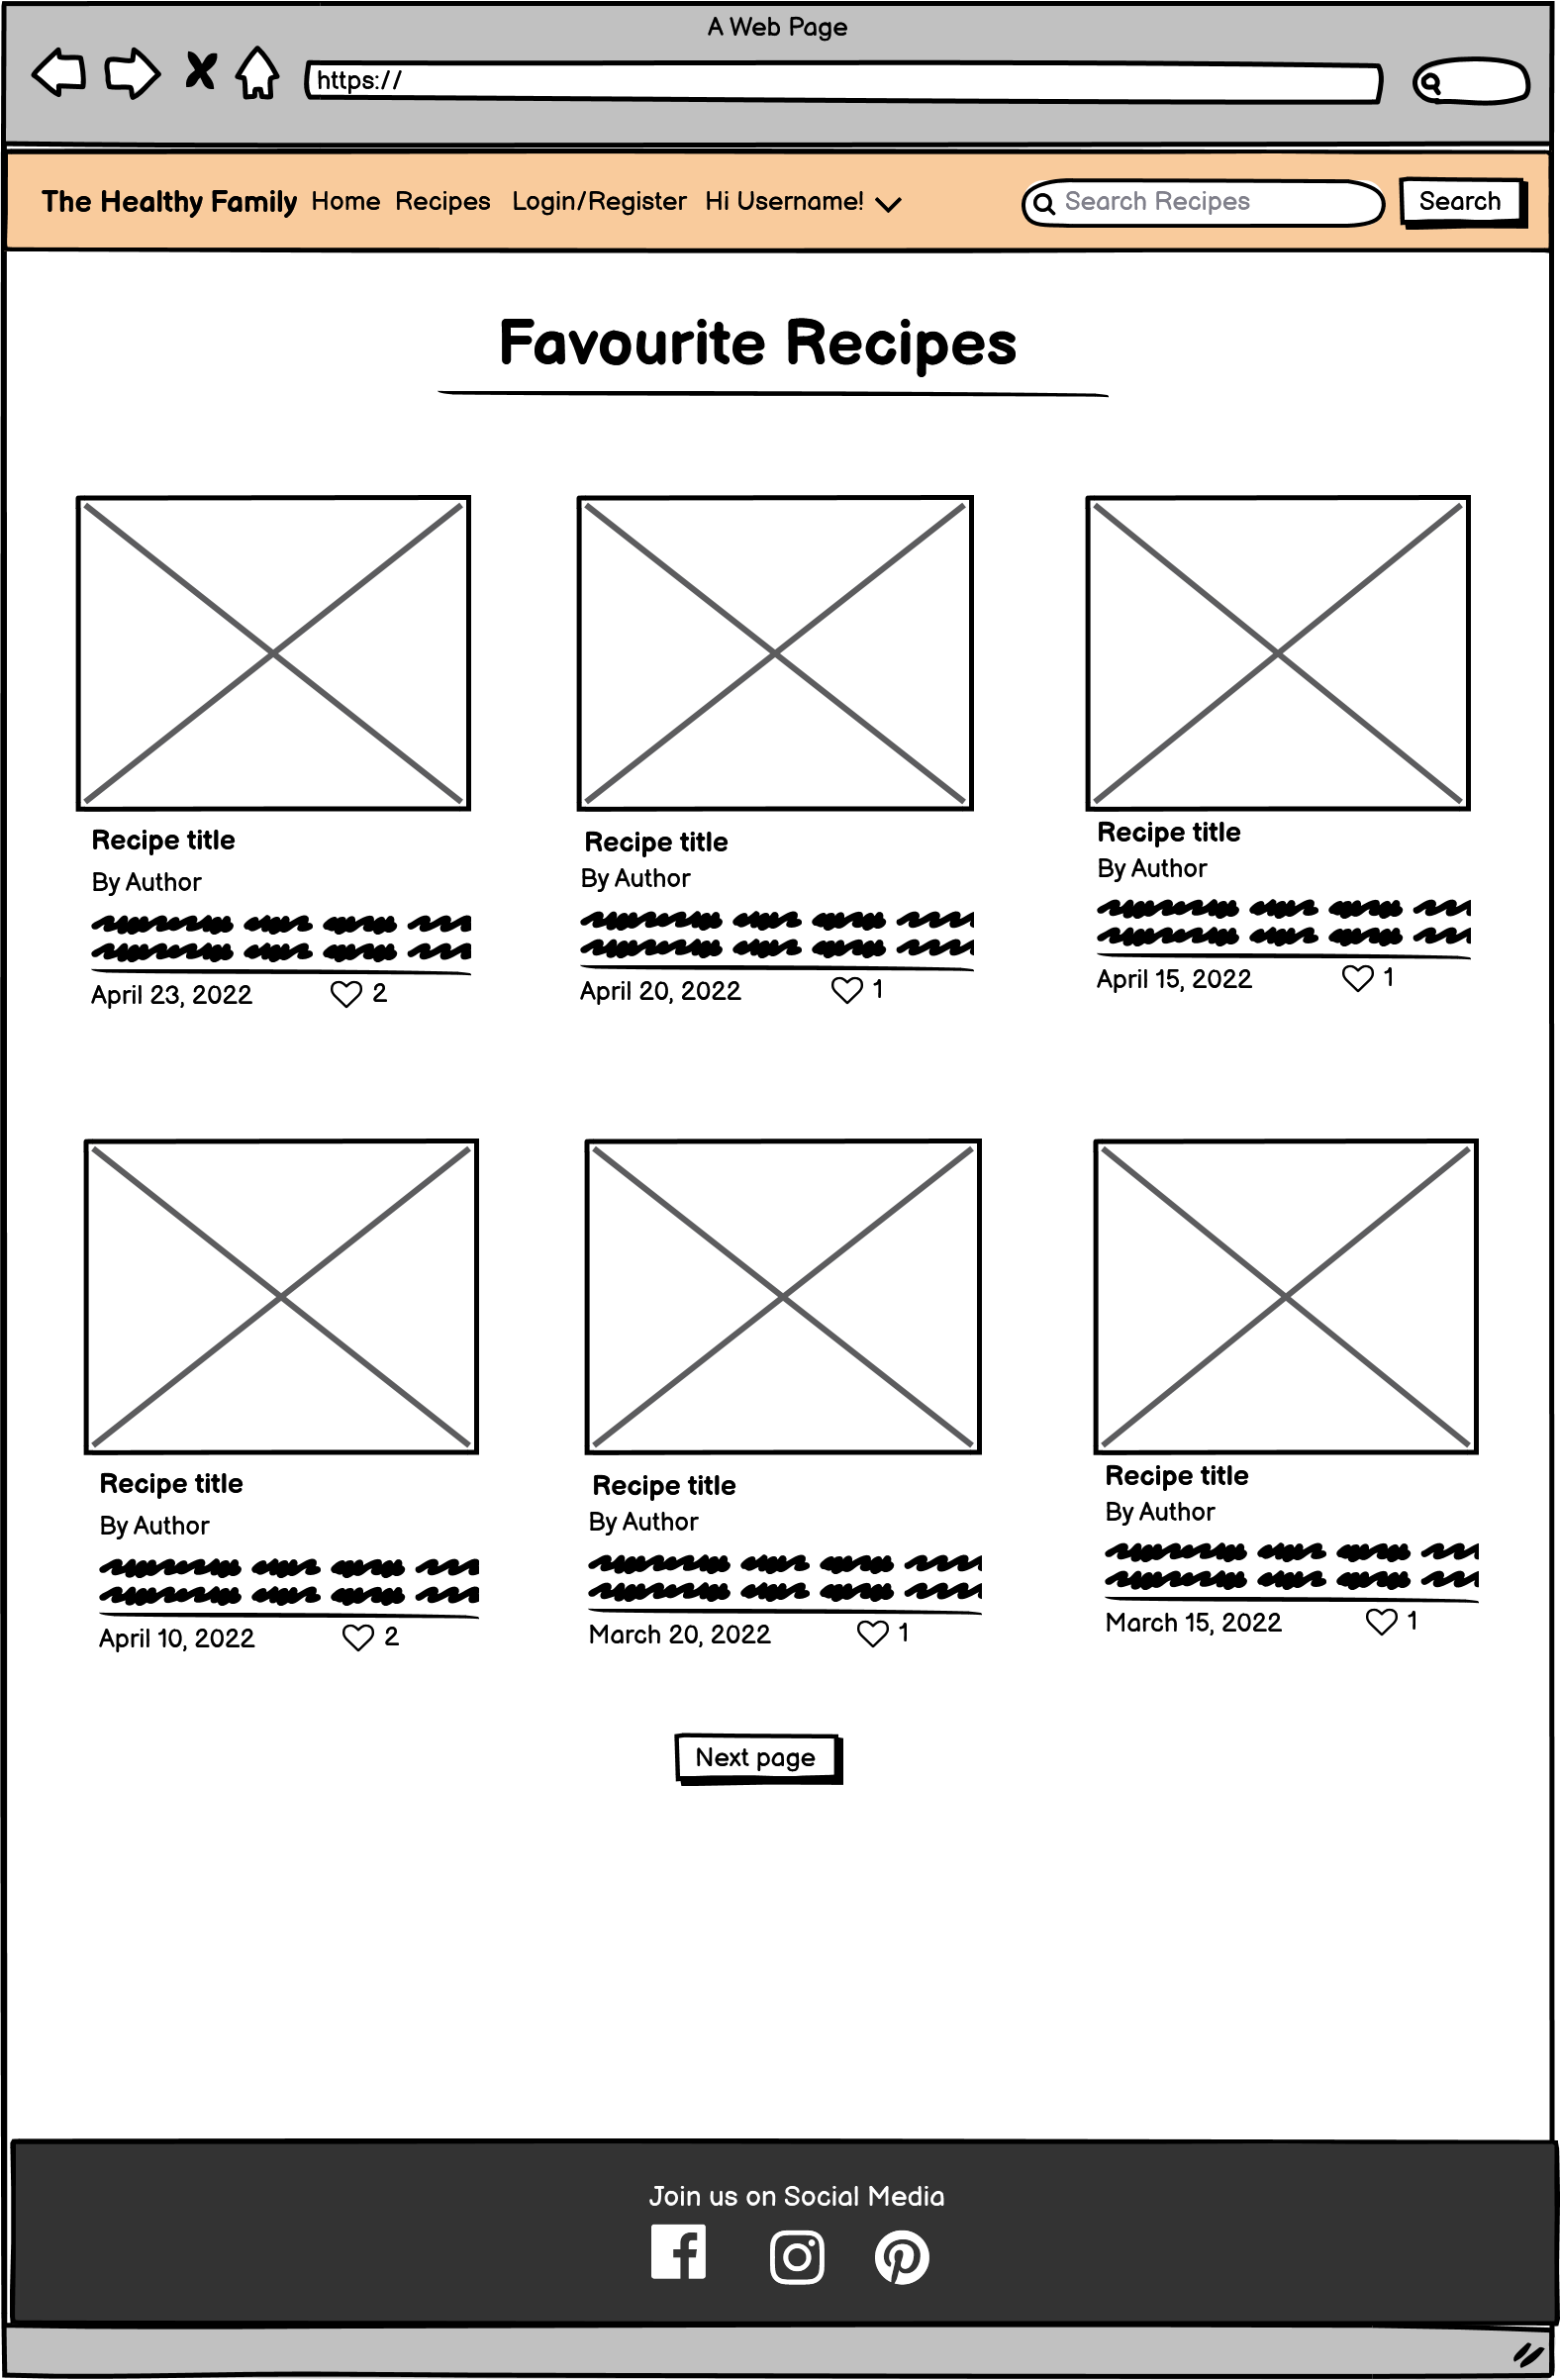 A Web Page
https://
The Healthy Family Home Recipes Login/Register Hi Username! Search Recipes Search
Favourite Recipes
Recipe title
By Author
April 23, 2022 2
Recipe title
By Author
April 20, 2022 1
Recipe title
By Author
April 15, 2022 1
Recipe title
By Author
April 10, 2022 2
Recipe title
By Author
March 20, 2022 1
Recipe title
By Author
March 15, 2022 1
Next page
Join us on Social Media